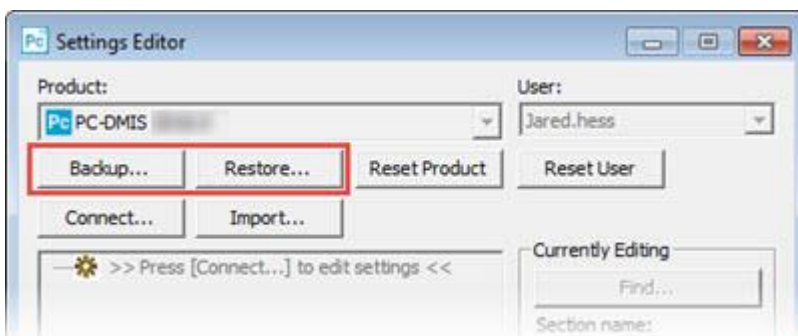 Pc Settings Editor
Product: User:
Pc PC-DMIS Jared.hess
Backup... Restore... Reset Product Reset User
Connect... Import...
>> Press [Connect...] to edit settings << Currently Editing
Find...
Section name: